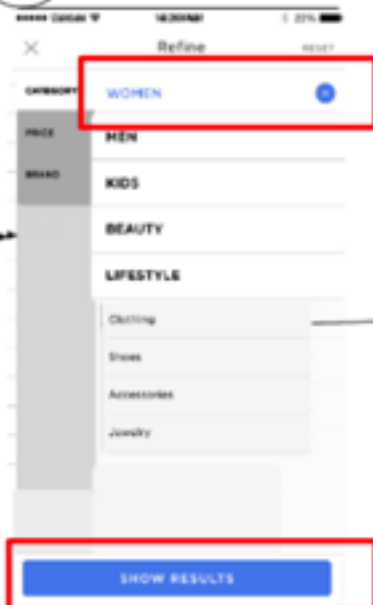 Refine RESET
CATEGORY WOMEN
PRICE MEN
BRAND KIDS
BEAUTY
LIFESTYLE
Clothing
Shoes
Accessories
Jewelry
SHOW RESULTS